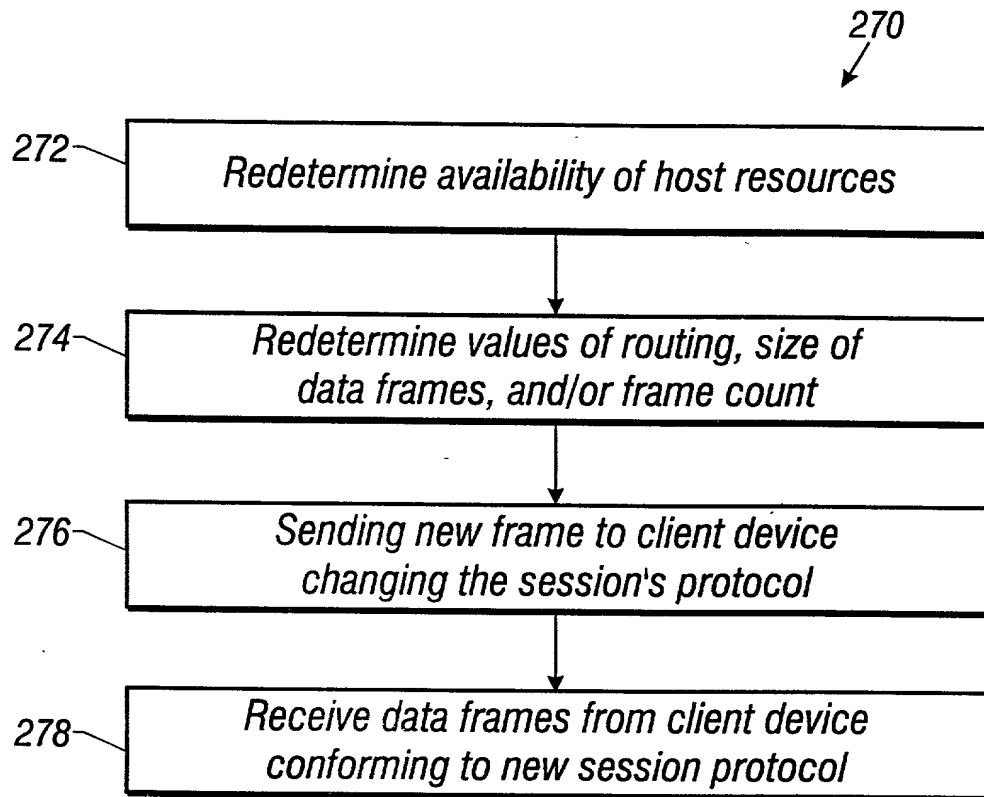 270
272
Redetermine availability of host resources
274
Redetermine values of routing, size of
data frames, and/or frame count
276
Sending new frame to client device
changing the session's protocol
278
Receive data frames from client device
conforming to new session protocol